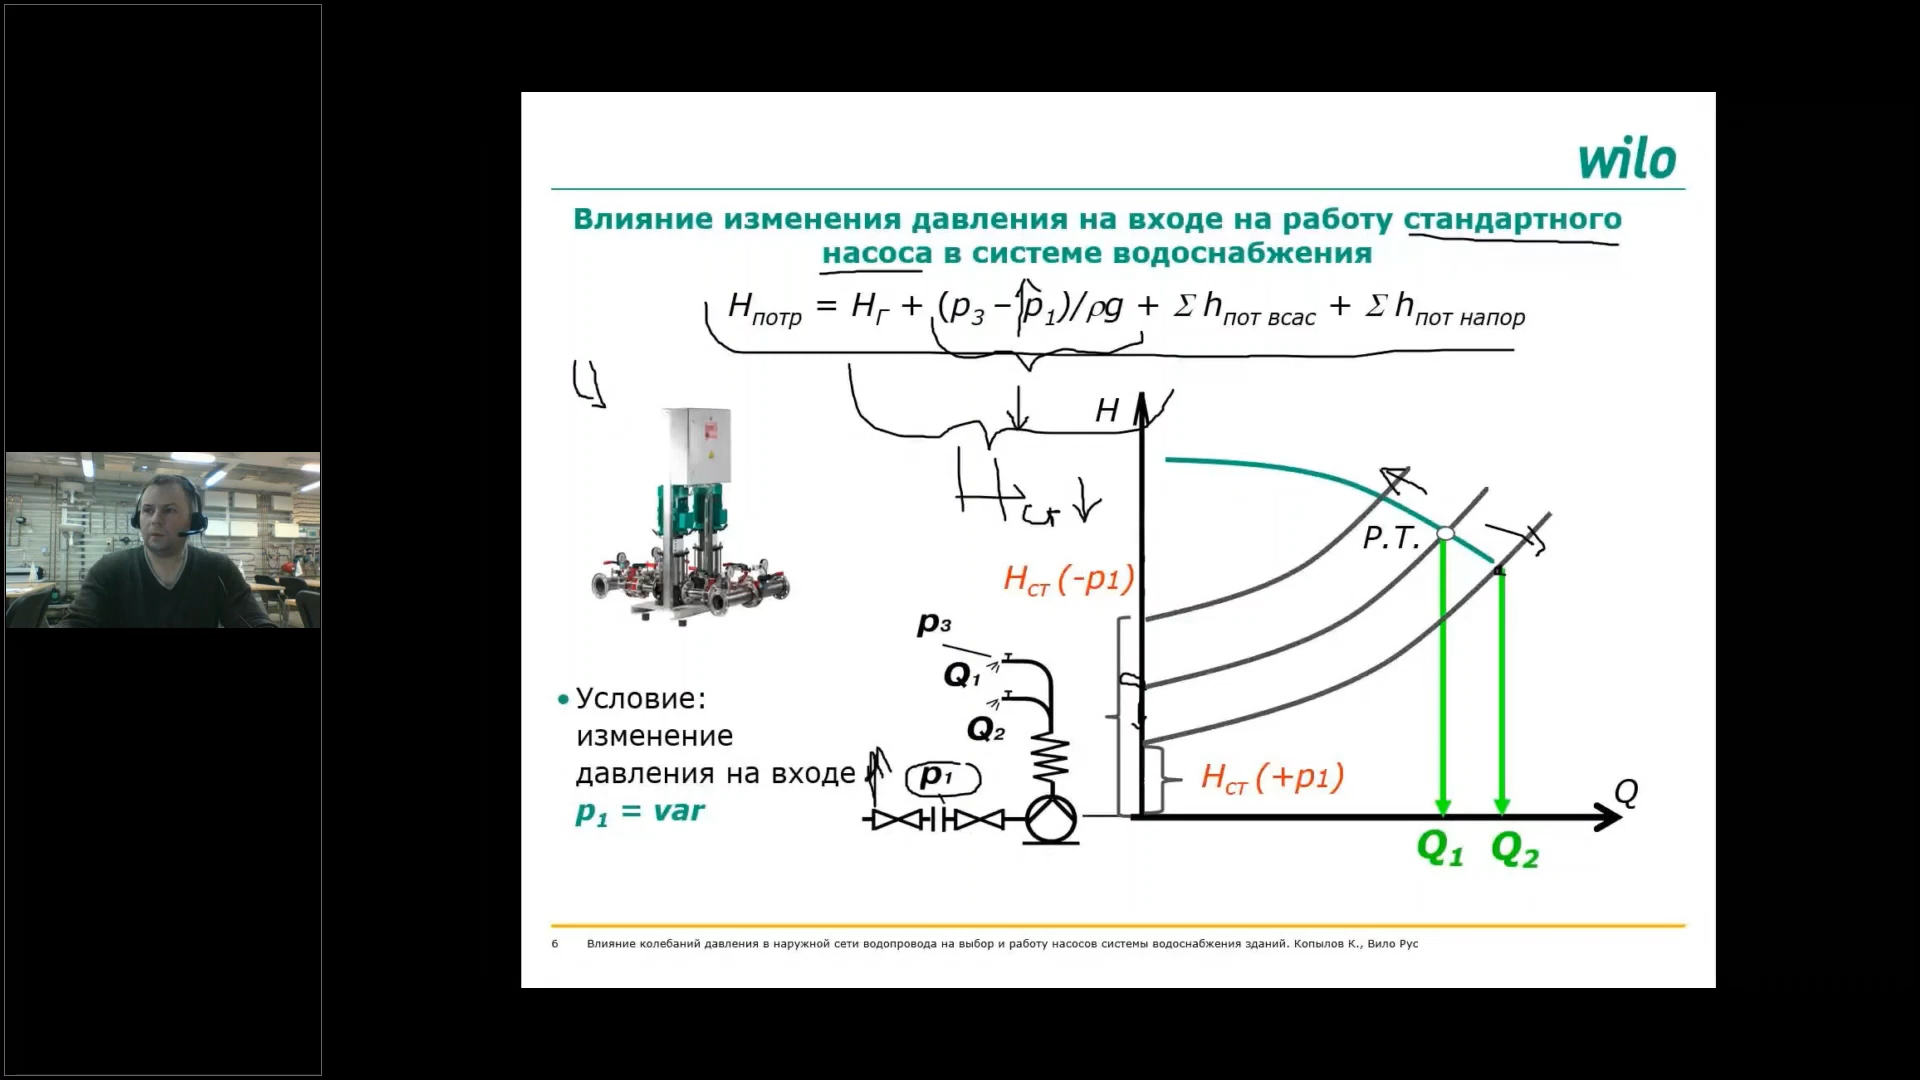 wilo
Влияние изменения давления на входе на работу стандартного
насоса в системе водоснабжения
Hпотр = HГ + (p3 – p1)/ρg + Σ hпот всас + Σ hпот напор
H
Hст
P.T.
Hст (-p1)
p3
Q1
Q2
p1
Hст (+p1)
Q
Q1 Q2
• Условие:
изменение
давления на входе
p1 = var
6 Влияние колебаний давления в наружной сети водопровода на выбор и работу насосов системы водоснабжения зданий. Копылов К., Вило Рус